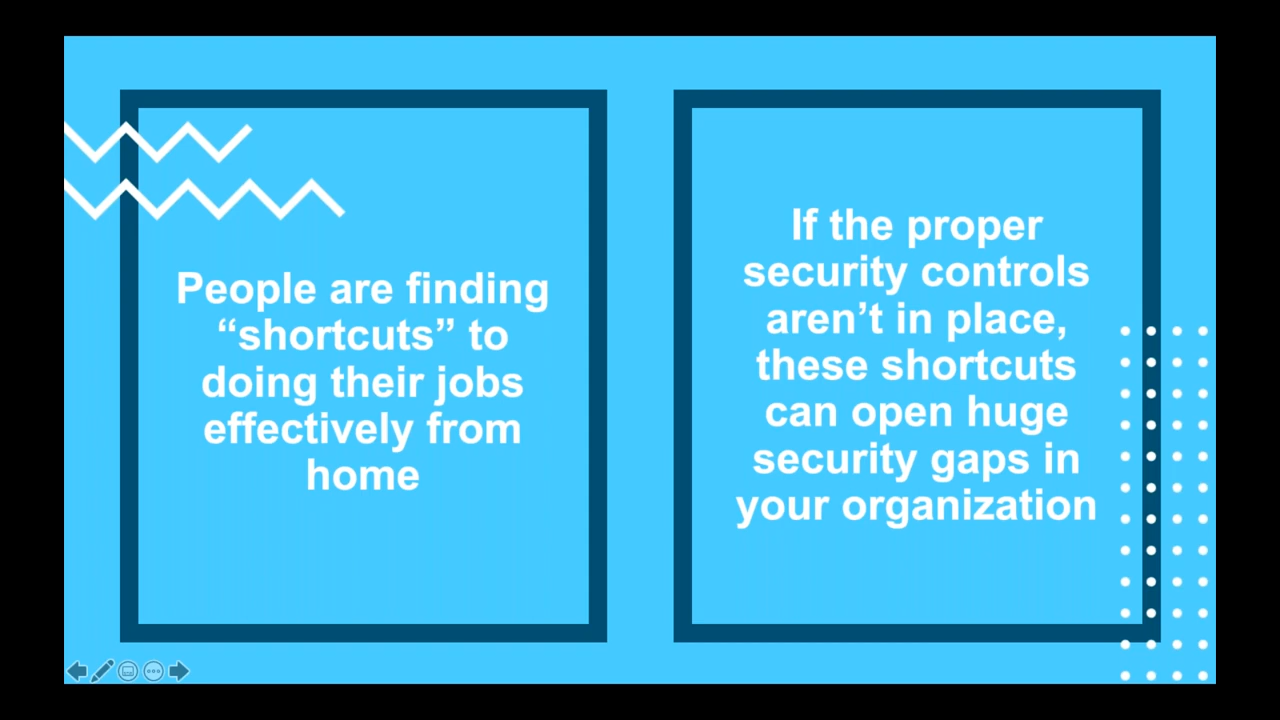 People are finding
“shortcuts” to
doing their jobs
effectively from
home
If the proper
security controls
aren’t in place,
these shortcuts
can open huge
security gaps in
your organization